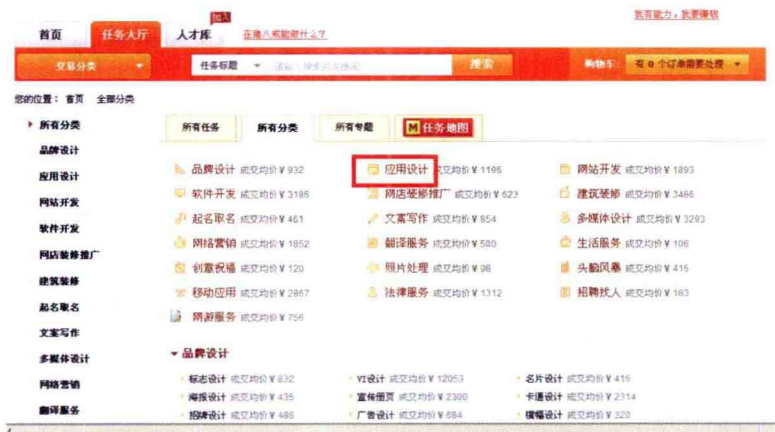 加入
我有能力，我要赚钱
首页 任务大厅 人才库 在猪八戒能做什么？
交易分类 任务标题 搜索 购物车 有 0 个订单需要处理
您的位置： 首页 全部分类
所有分类 所有任务 所有分类 所有专题 M 任务地图
品牌设计
应用设计 品牌设计 成交均价￥932 应用设计 成交均价￥1196 网站开发 成交均价￥1893
网站开发 软件开发 成交均价￥3186 网店装修推广 成交均价￥623 建筑装修 成交均价￥3486
软件开发 起名取名 成交均价￥461 文案写作 成交均价￥854 多媒体设计 成交均价￥3293
网店装修推广 网络营销 成交均价￥1852 翻译服务 成交均价￥580 生活服务 成交均价￥106
建筑装修 创意祝福 成交均价￥120 照片处理 成交均价￥98 头脑风暴 成交均价￥415
起名取名 移动应用 成交均价￥2867 法律服务 成交均价￥1312 招聘找人 成交均价￥163
文案写作 网游服务 成交均价￥756
多媒体设计 品牌设计
网络营销 标志设计 成交均价￥832 VI设计 成交均价￥12053 名片设计 成交均价￥415
翻译服务 海报设计 成交均价￥435 宣传册页 成交均价￥2300 卡通设计 成交均价￥2314
招牌设计 成交均价￥486 广告设计 成交均价￥684 横幅设计 成交均价￥320